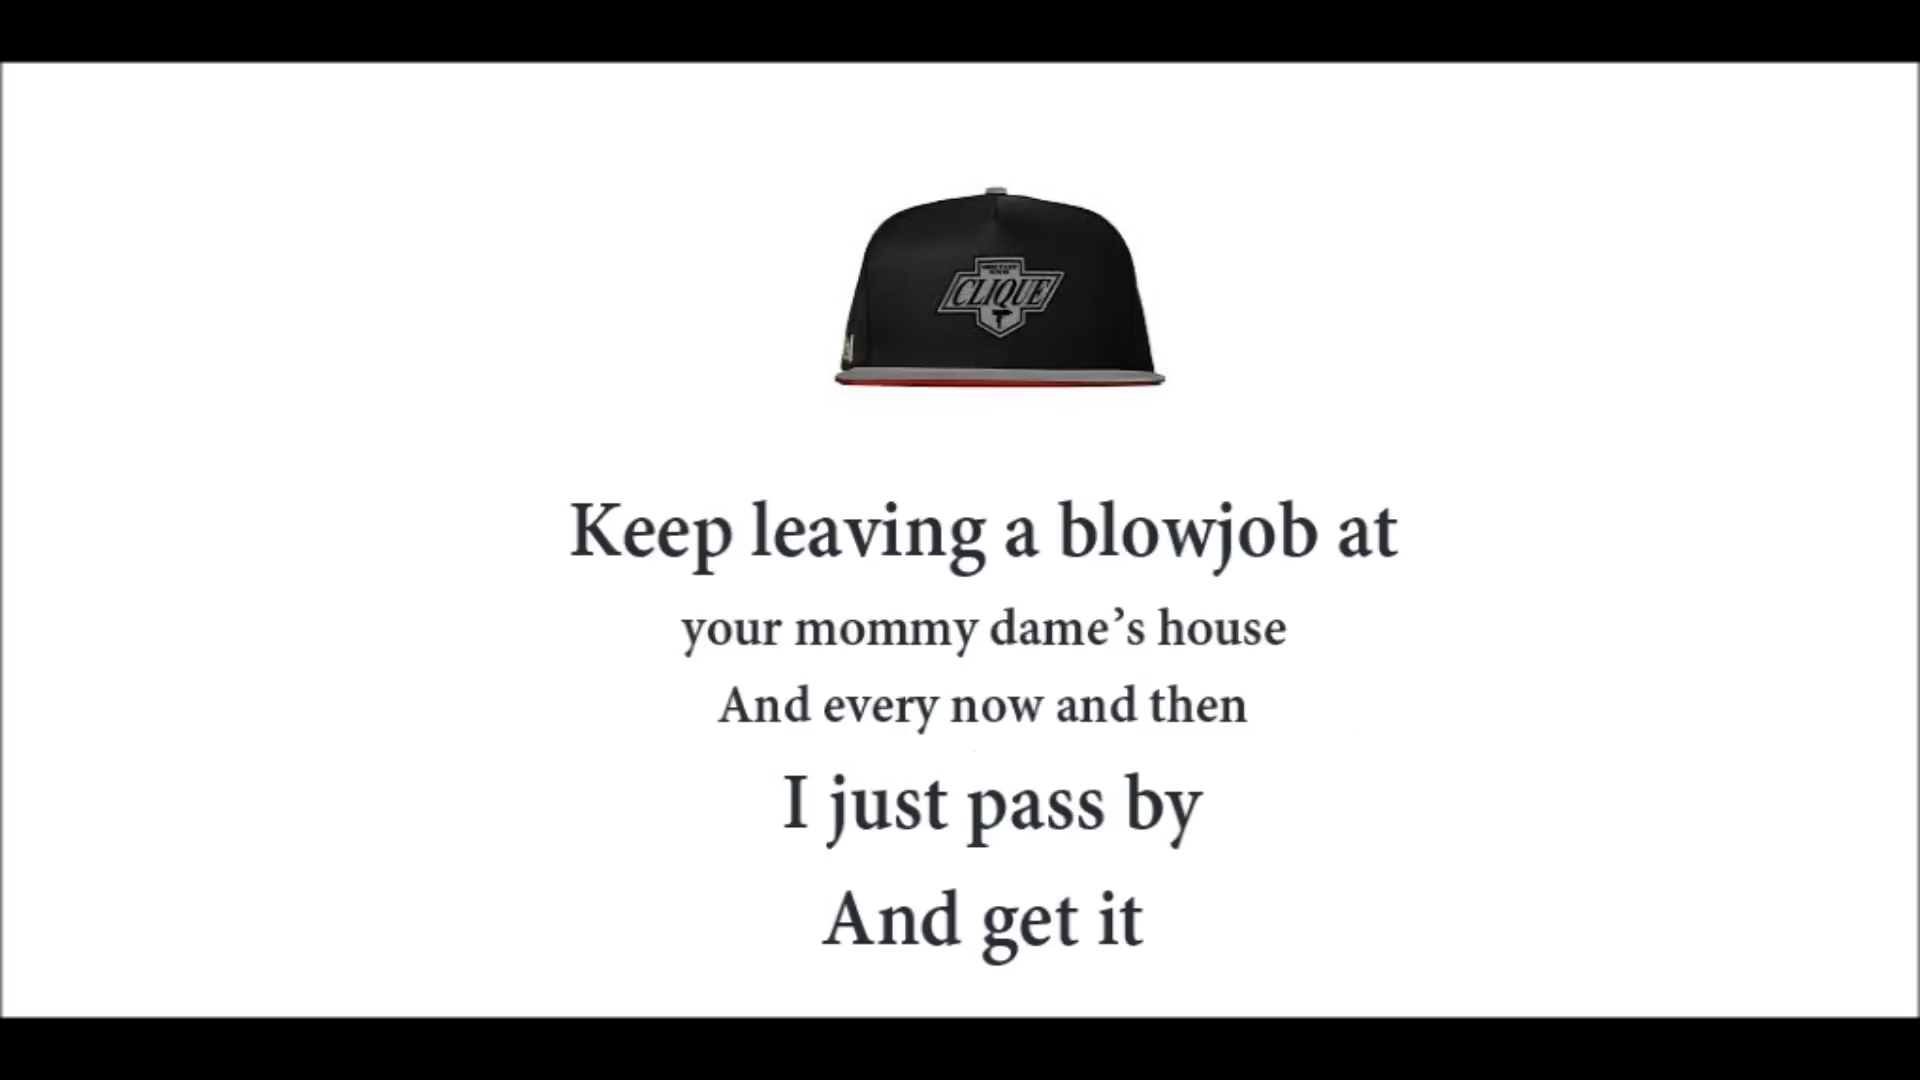 CLIQUE
Keep leaving a blowjob at
your mommy dame’s house
And every now and then
I just pass by
And get it